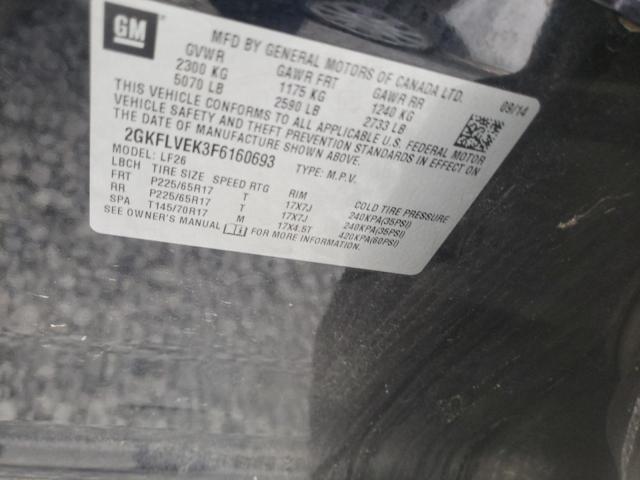 GM
MFD BY GENERAL MOTORS OF CANADA LTD.
GVWR GAWR FRT GAWR RR 09/14
2300 KG 1175 KG 1240 KG
5070 LB 2590 LB 2733 LB
THIS VEHICLE CONFORMS TO ALL APPLICABLE U.S. FEDERAL MOTOR
VEHICLE SAFETY AND THEFT PREVENTION STANDARDS IN EFFECT ON
THE DATE OF MANUFACTURE SHOWN ABOVE.
2GKFLVEK3F6160693 TYPE: M.P.V.
MODEL: LF26
LBCH TIRE SIZE SPEED RTG RIM COLD TIRE PRESSURE
FRT P225/65R17 T 17X7J 240KPA(35PSI)
RR P225/65R17 T 17X7J 240KPA(35PSI)
SPA T145/70R17 M 17X4.5T 420KPA(60PSI)
SEE OWNER'S MANUAL FOR MORE INFORMATION.